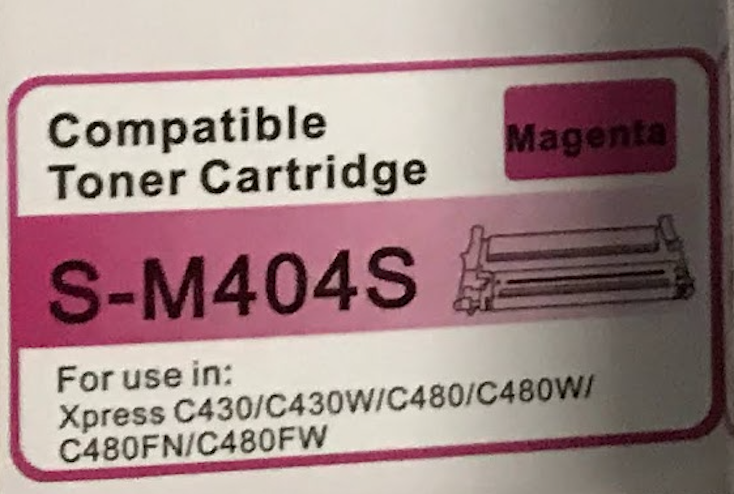 Compatible
Toner Cartridge
Magenta
S-M404S
For use in:
Xpress C430/C430W/C480/C480W/
C480FN/C480FW